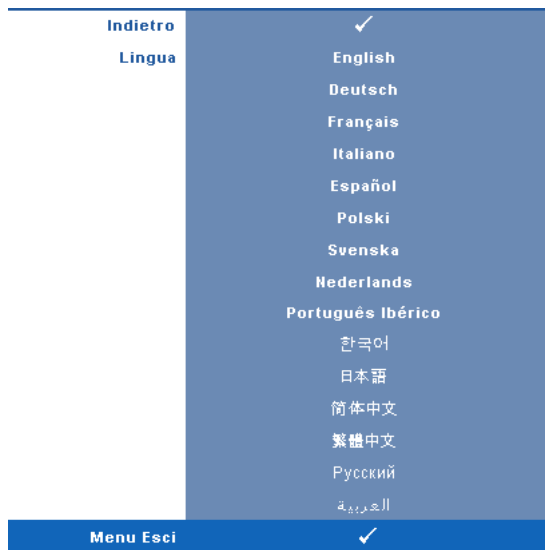 Indietro ✓
Lingua English
Deutsch
Français
Italiano
Español
Polski
Svenska
Nederlands
Português Ibérico
한국어
日本語
简体中文
繁體中文
Русский
العربية
Menu Esci ✓